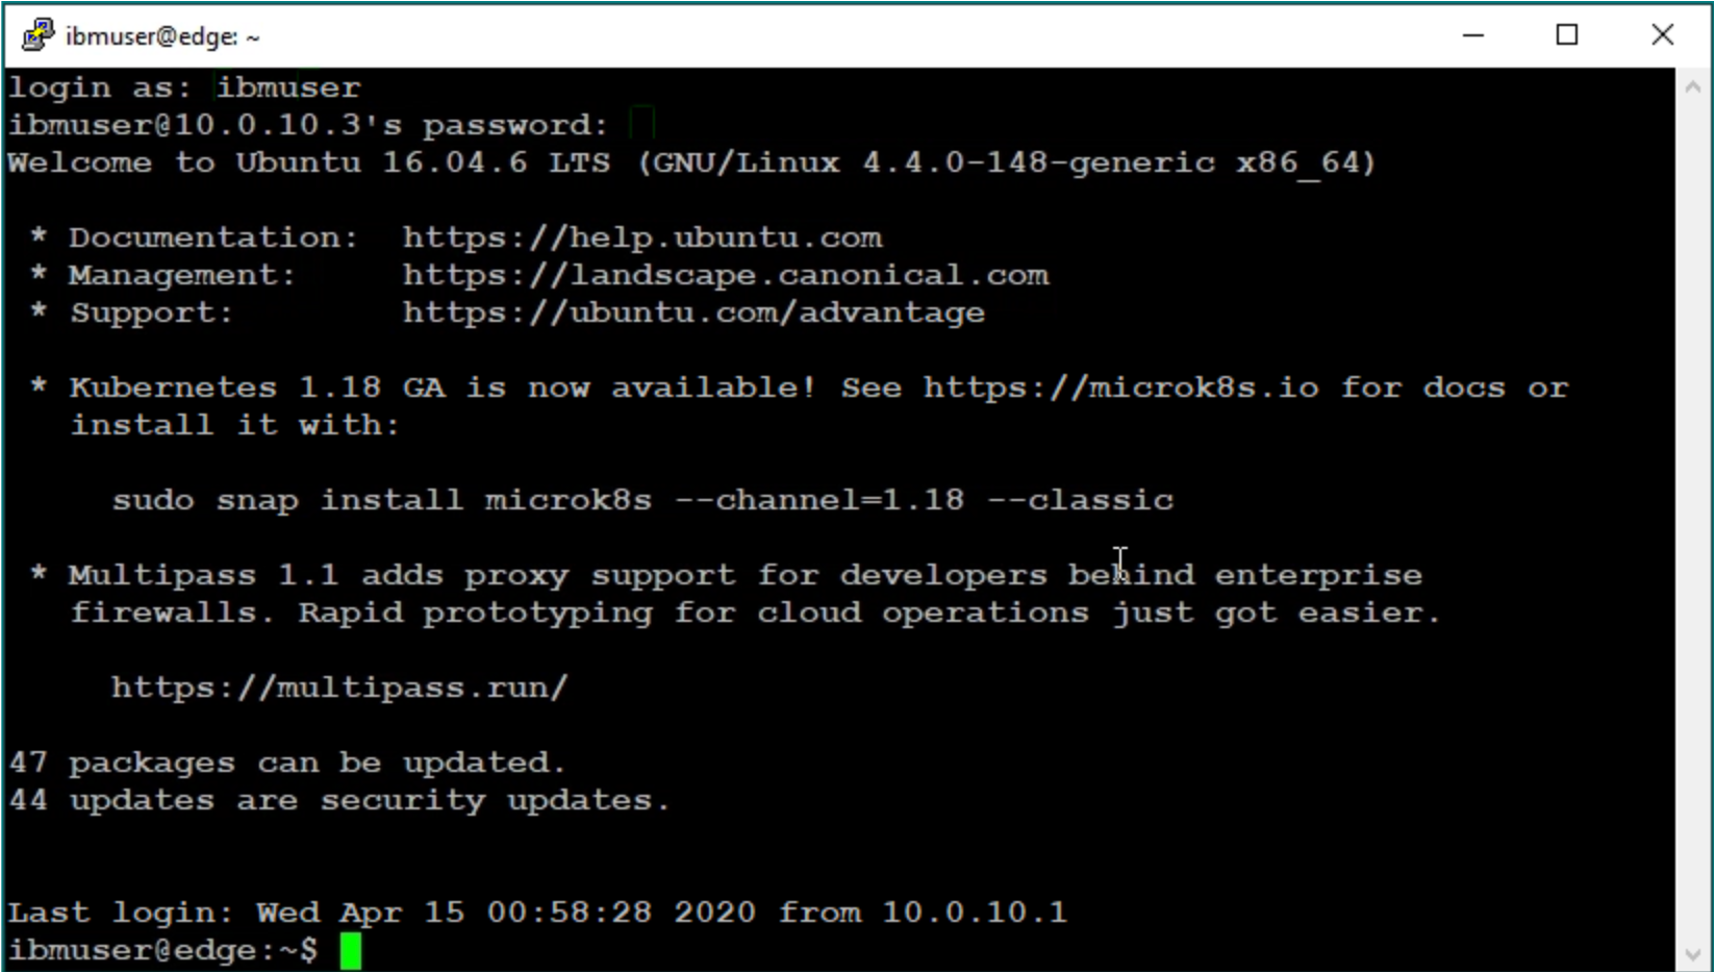 ibmuser@edge: ~
login as: ibmuser
ibmuser@10.0.10.3's password:
Welcome to Ubuntu 16.04.6 LTS (GNU/Linux 4.4.0-148-generic x86_64)
* Documentation: https://help.ubuntu.com
* Management: https://landscape.canonical.com
* Support: https://ubuntu.com/advantage
* Kubernetes 1.18 GA is now available! See https://microk8s.io for docs or
install it with:
sudo snap install microk8s --channel=1.18 --classic
* Multipass 1.1 adds proxy support for developers behind enterprise
firewalls. Rapid prototyping for cloud operations just got easier.
https://multipass.run/
47 packages can be updated.
44 updates are security updates.
Last login: Wed Apr 15 00:58:28 2020 from 10.0.10.1
ibmuser@edge:~$